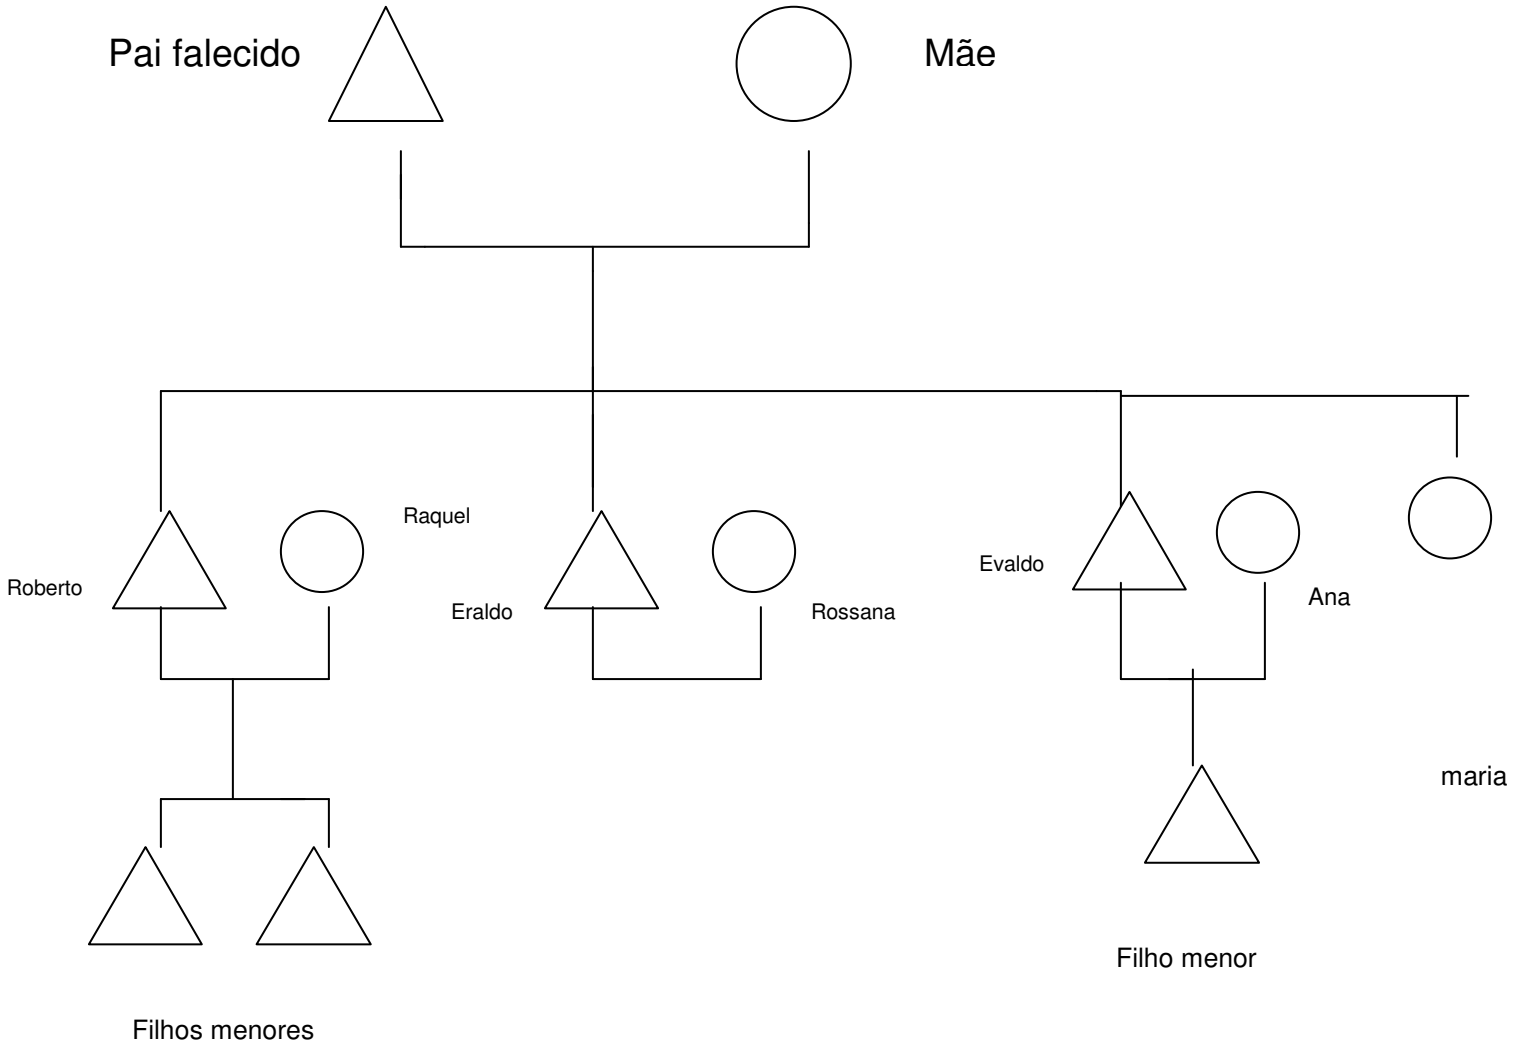 Pai falecido
Mãe
Raquel
Roberto
Eraldo
Rossana
Evaldo
Ana
maria
Filho menor
Filhos menores